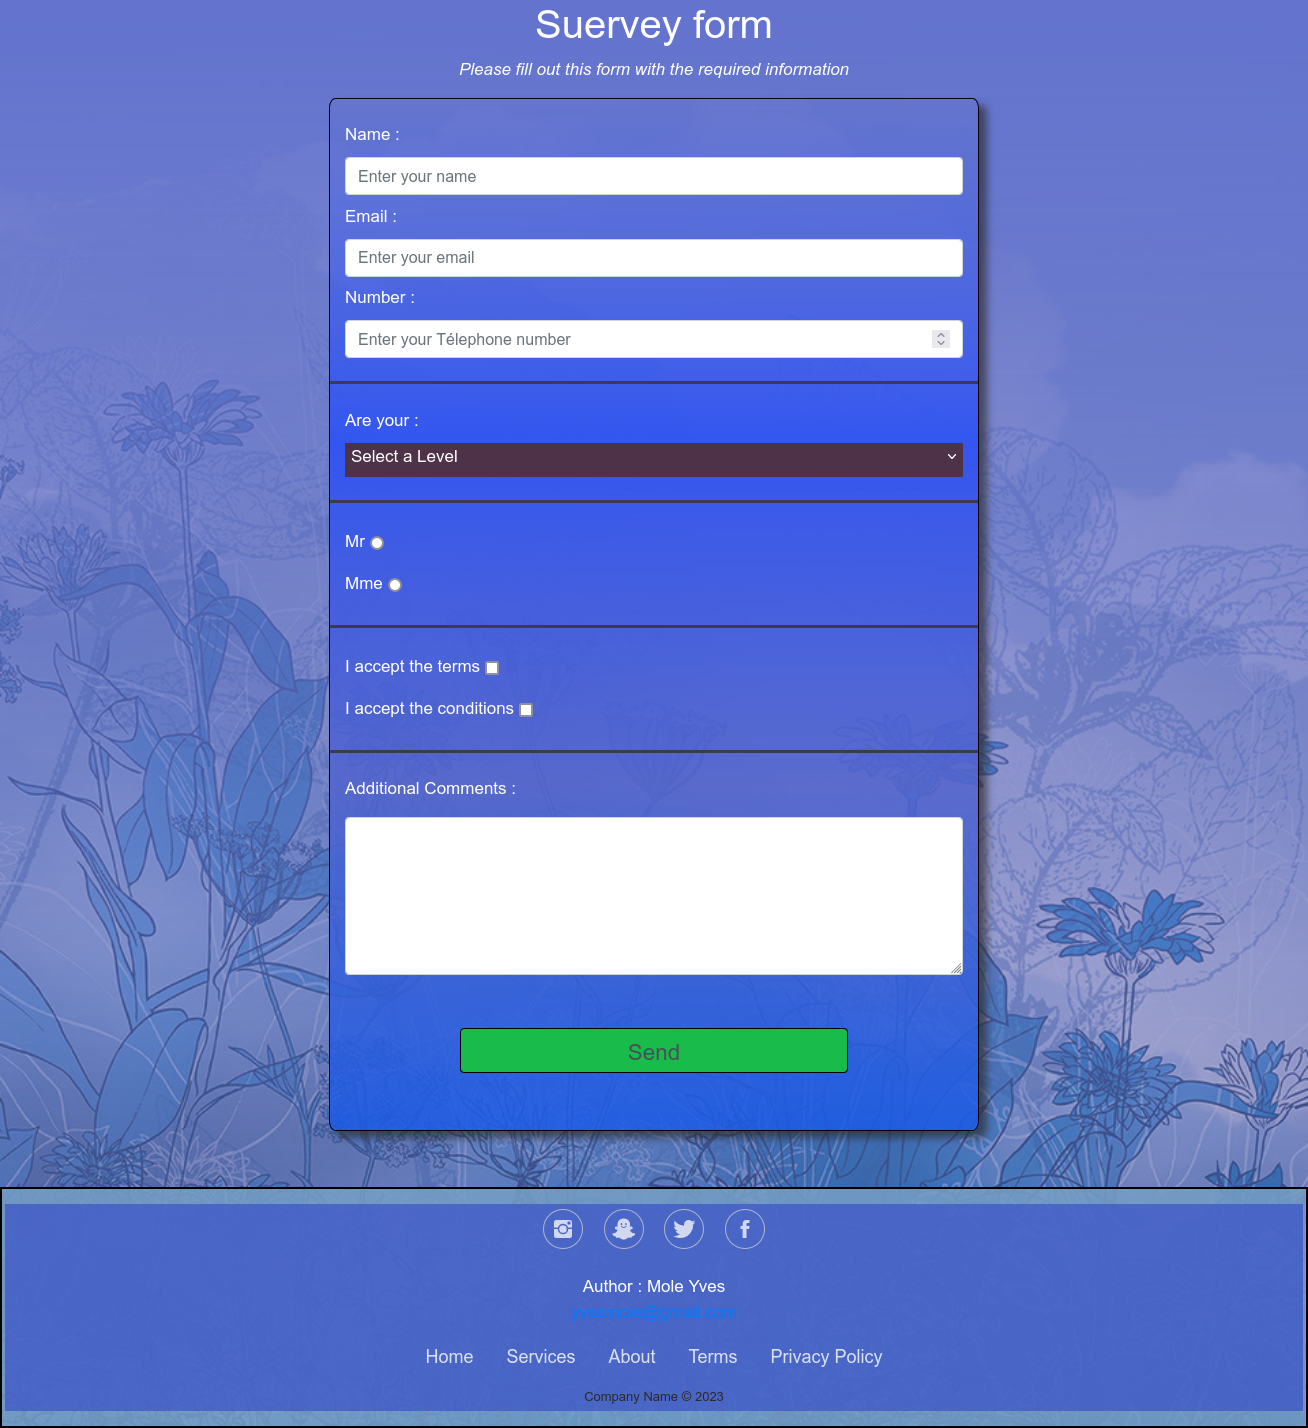 Suervey form
Please fill out this form with the required information
Name :
Enter your name
Email :
Enter your email
Number :
Enter your Télephone number
Are your :
Select a Level
Mr
Mme
I accept the terms
I accept the conditions
Additional Comments :
Send
Author : Mole Yves
Home Services About Terms Privacy Policy
Company Name © 2023